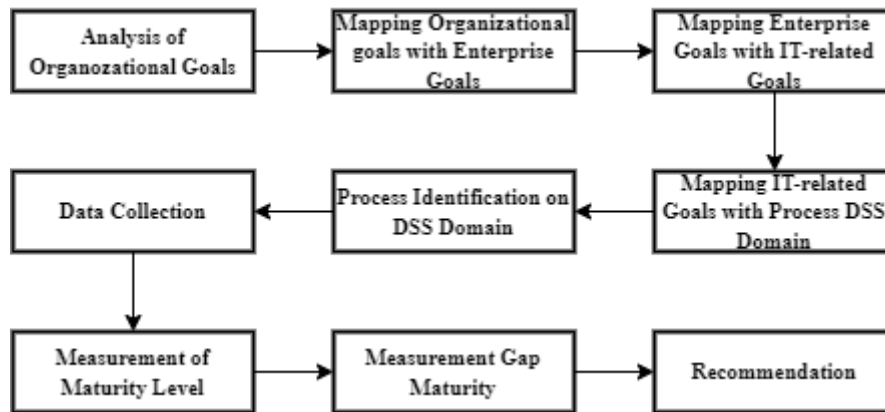 Analysis of
Organozational Goals
Mapping Organizational
goals with Enterprise
Goals
Mapping Enterprise
Goals with IT-related
Goals
Data Collection
Process Identification on
DSS Domain
Mapping IT-related
Goals with Process DSS
Domain
Measurement of
Maturity Level
Measurement Gap
Maturity
Recommendation